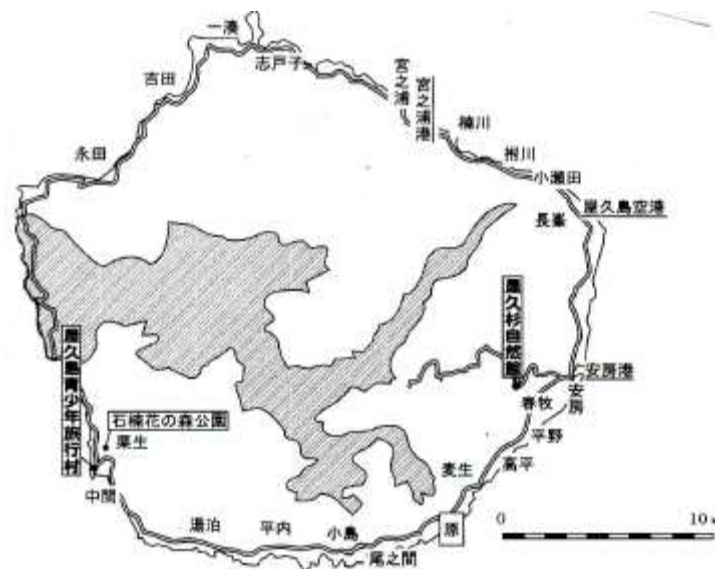 一湊
志戸子
吉田
宮之浦
宮之浦港
楠川
椨川
小瀬田
永田
屋久島空港
長峯
屋久杉自然館
安房港
安房
春牧
平野
高平
麦生
原
屋久島青少年旅行村
石楠花の森公園
栗生
中間
湯泊
平内
小島
尾之間
0
10